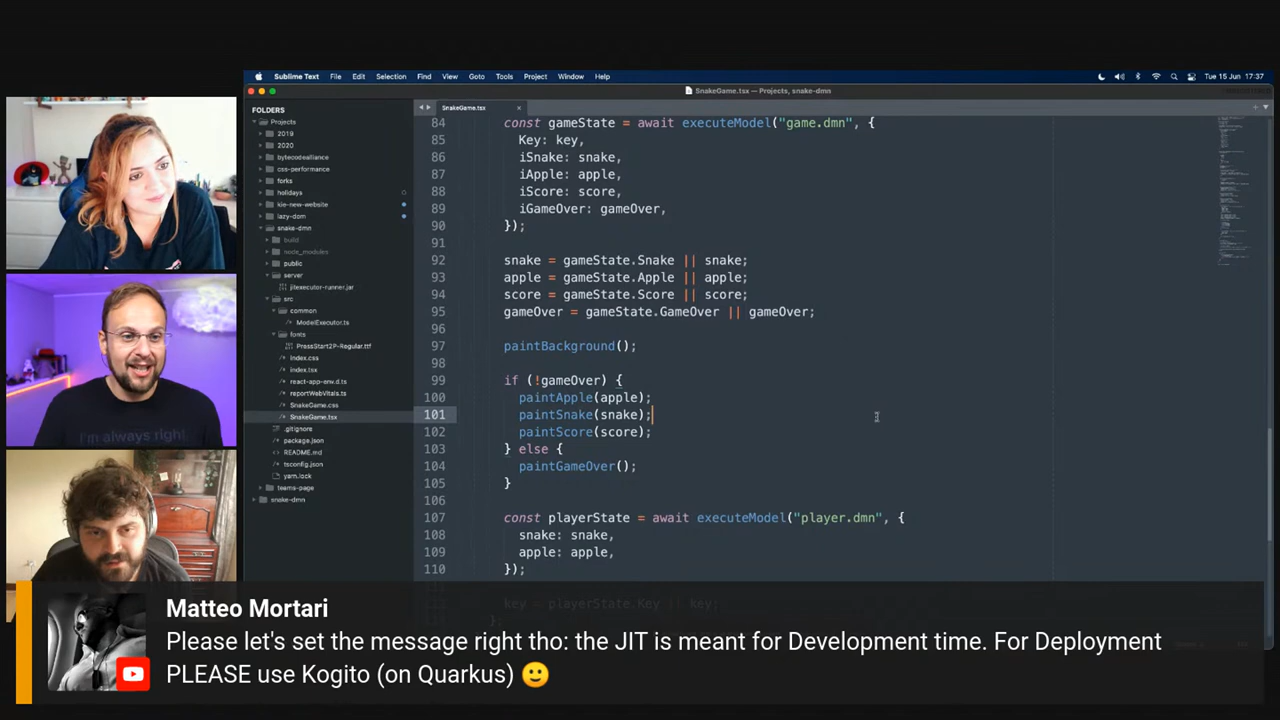 Sublime Text File Edit Selection Find View Goto Tools Project Window Help Tue 15 Jun 17:37
SnakeGame.tsx — Projects, snake-dmn
FOLDERS
Projects
2019
2020
bytecodealliance
css-performance
forks
holidays
kie-new-website
lazy-dom
snake-dmn
build
node_modules
public
server
jitexecutor-runner.jar
src
common
ModelExecutor.ts
fonts
PressStart2P-Regular.ttf
index.css
index.tsx
react-app-env.d.ts
reportWebVitals.ts
SnakeGame.css
SnakeGame.tsx
.gitignore
package.json
README.md
tsconfig.json
yarn.lock
teams-page
snake-dmn
SnakeGame.tsx
84 const gameState = await executeModel("game.dmn", {
85 Key: key,
86 iSnake: snake,
87 iApple: apple,
88 iScore: score,
89 iGameOver: gameOver,
90 });
91
92 snake = gameState.Snake || snake;
93 apple = gameState.Apple || apple;
94 score = gameState.Score || score;
95 gameOver = gameState.GameOver || gameOver;
96
97 paintBackground();
98
99 if (!gameOver) {
100 paintApple(apple);
101 paintSnake(snake);
102 paintScore(score);
103 } else {
104 paintGameOver();
105 }
106
107 const playerState = await executeModel("player.dmn", {
108 snake: snake,
109 apple: apple,
110 });
key = playerState.Key || key;
I'm always right.
Matteo Mortari
Please let's set the message right tho: the JIT is meant for Development time. For Deployment
PLEASE use Kogito (on Quarkus) 🙂